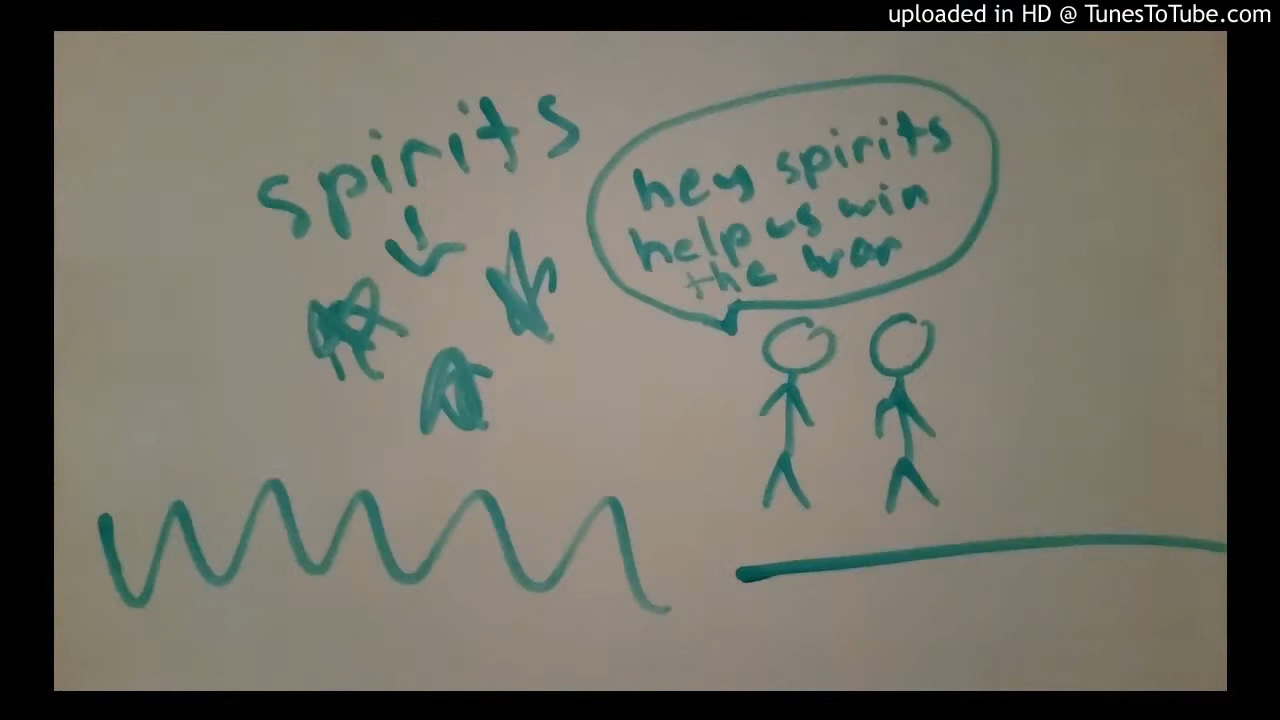 uploaded in HD @ TunesToTube.com
spirits
hey spirits
help us win
the war